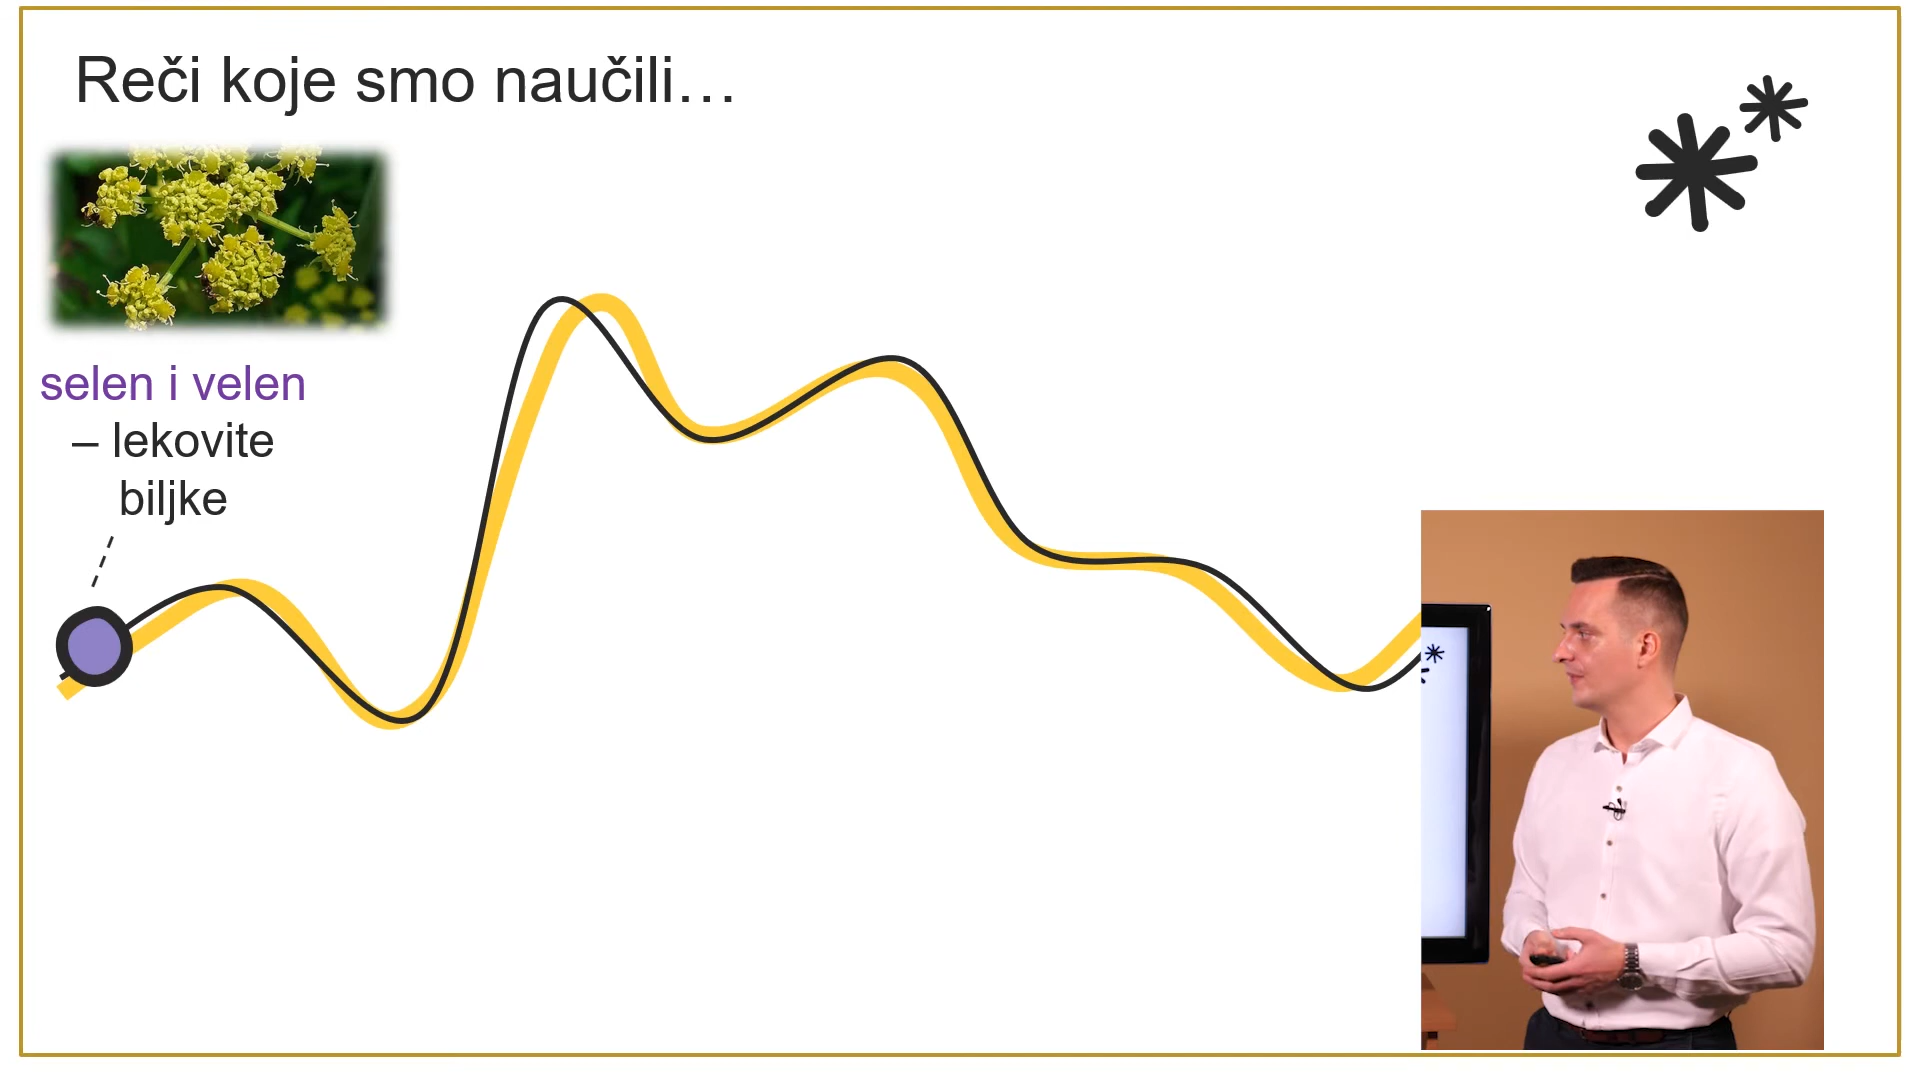 Reči koje smo naučili…
selen i velen
– lekovite
biljke